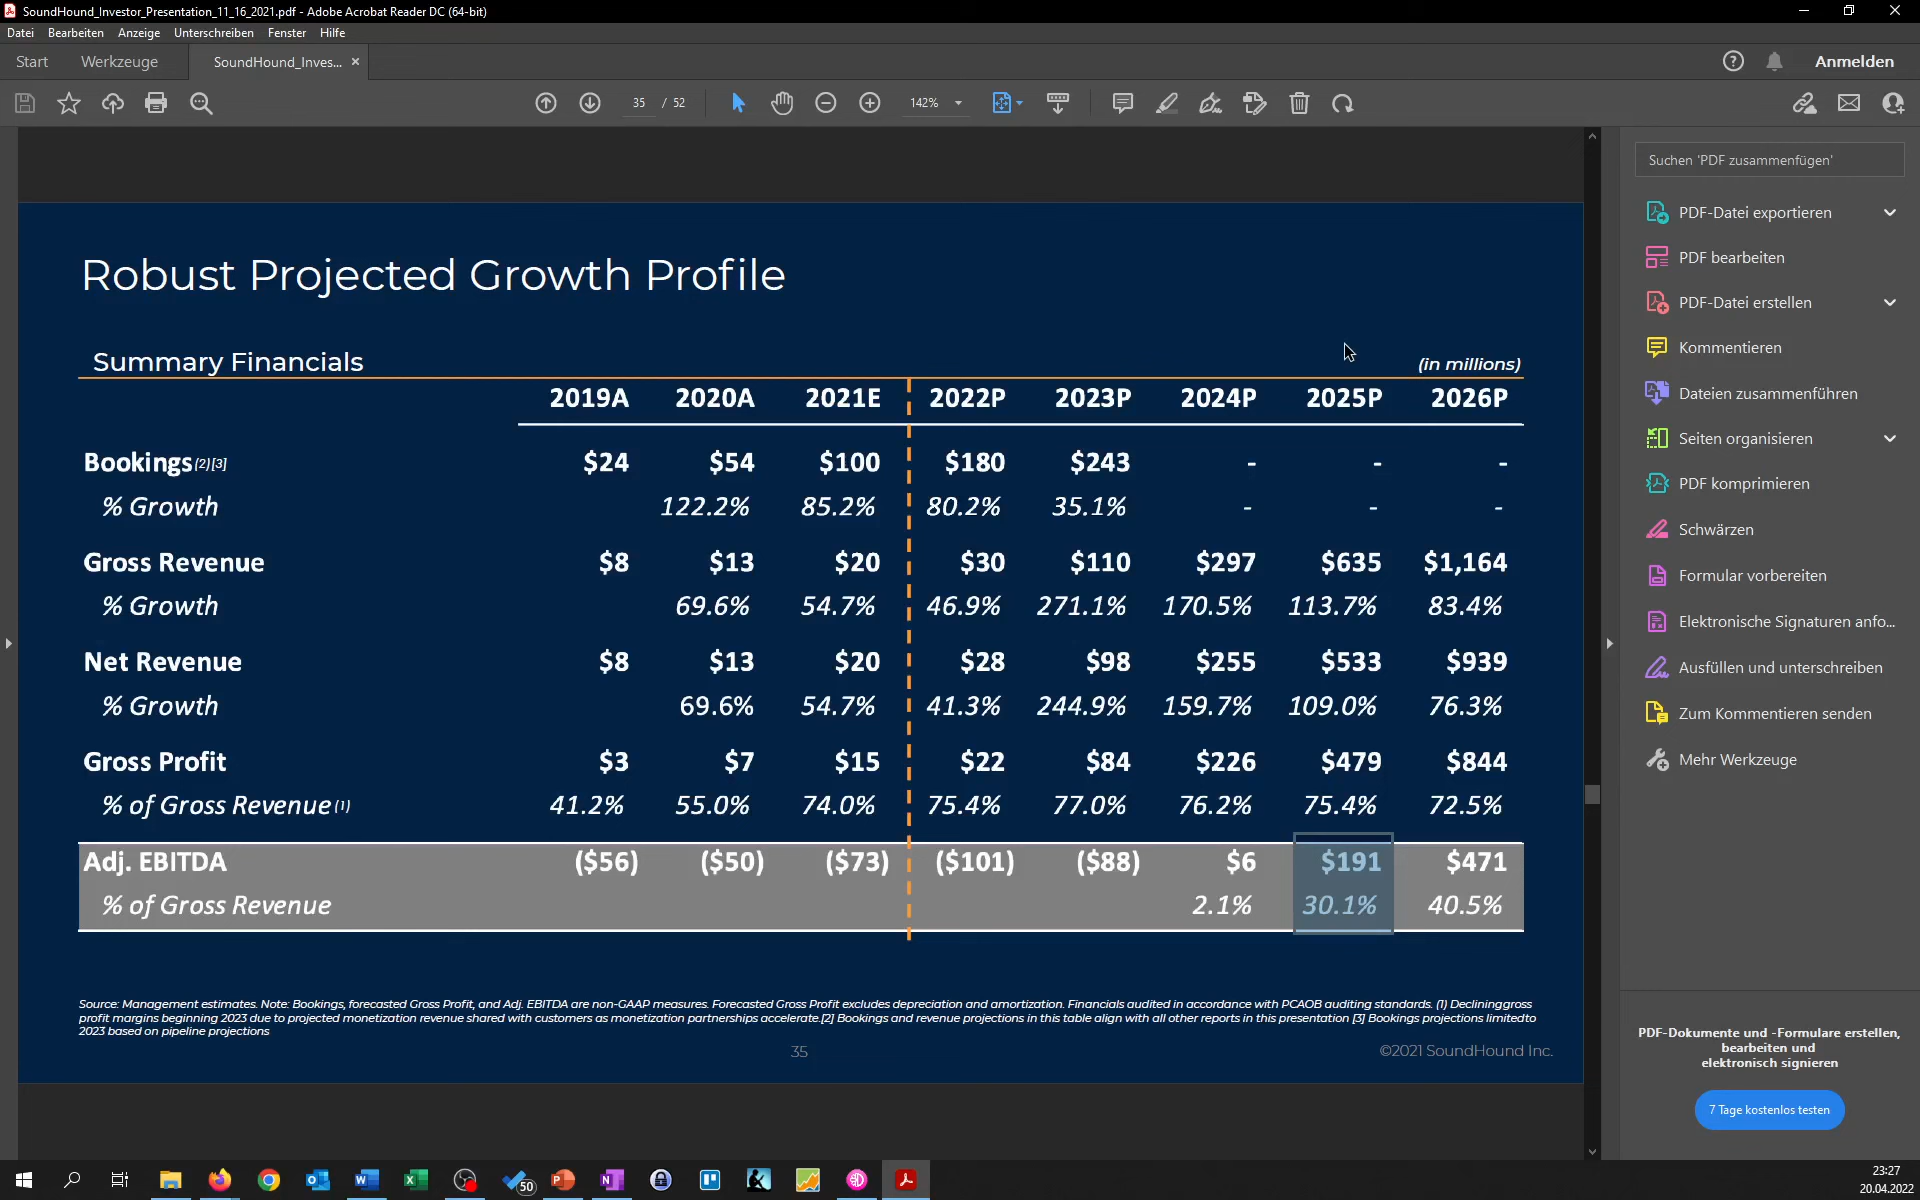 SoundHound_Investor_Presentation_11_16_2021.pdf - Adobe Acrobat Reader DC (64-bit)
Datei Bearbeiten Anzeige Unterschreiben Fenster Hilfe
Start Werkzeuge SoundHound_Inves... × Anmelden
35 / 52 142%
Suchen 'PDF zusammenfügen'
PDF-Datei exportieren
PDF bearbeiten
PDF-Datei erstellen
Kommentieren
Dateien zusammenführen
Seiten organisieren
PDF komprimieren
Schwärzen
Formular vorbereiten
Elektronische Signaturen anfo...
Ausfüllen und unterschreiben
Zum Kommentieren senden
Mehr Werkzeuge
PDF-Dokumente und -Formulare erstellen,
bearbeiten und
elektronisch signieren
7 Tage kostenlos testen
Robust Projected Growth Profile
Summary Financials (in millions)
2019A 2020A 2021E 2022P 2023P 2024P 2025P 2026P
Bookings [2] [3] $24 $54 $100 $180 $243 - - -
% Growth 122.2% 85.2% 80.2% 35.1% - - -
Gross Revenue $8 $13 $20 $30 $110 $297 $635 $1,164
% Growth 69.6% 54.7% 46.9% 271.1% 170.5% 113.7% 83.4%
Net Revenue $8 $13 $20 $28 $98 $255 $533 $939
% Growth 69.6% 54.7% 41.3% 244.9% 159.7% 109.0% 76.3%
Gross Profit $3 $7 $15 $22 $84 $226 $479 $844
% of Gross Revenue (1) 41.2% 55.0% 74.0% 75.4% 77.0% 76.2% 75.4% 72.5%
Adj. EBITDA ($56) ($50) ($73) ($101) ($88) $6 $191 $471
% of Gross Revenue 2.1% 30.1% 40.5%
Source: Management estimates. Note: Bookings, forecasted Gross Profit, and Adj. EBITDA are non-GAAP measures. Forecasted Gross Profit excludes depreciation and amortization. Financials audited in accordance with PCAOB auditing standards. (1) Declininggross
profit margins beginning 2023 due to projected monetization revenue shared with customers as monetization partnerships accelerate.[2] Bookings and revenue projections in this table align with all other reports in this presentation [3] Bookings projections limitedto
2023 based on pipeline projections
35
©2021 SoundHound Inc.
50
23:27
20.04.2022